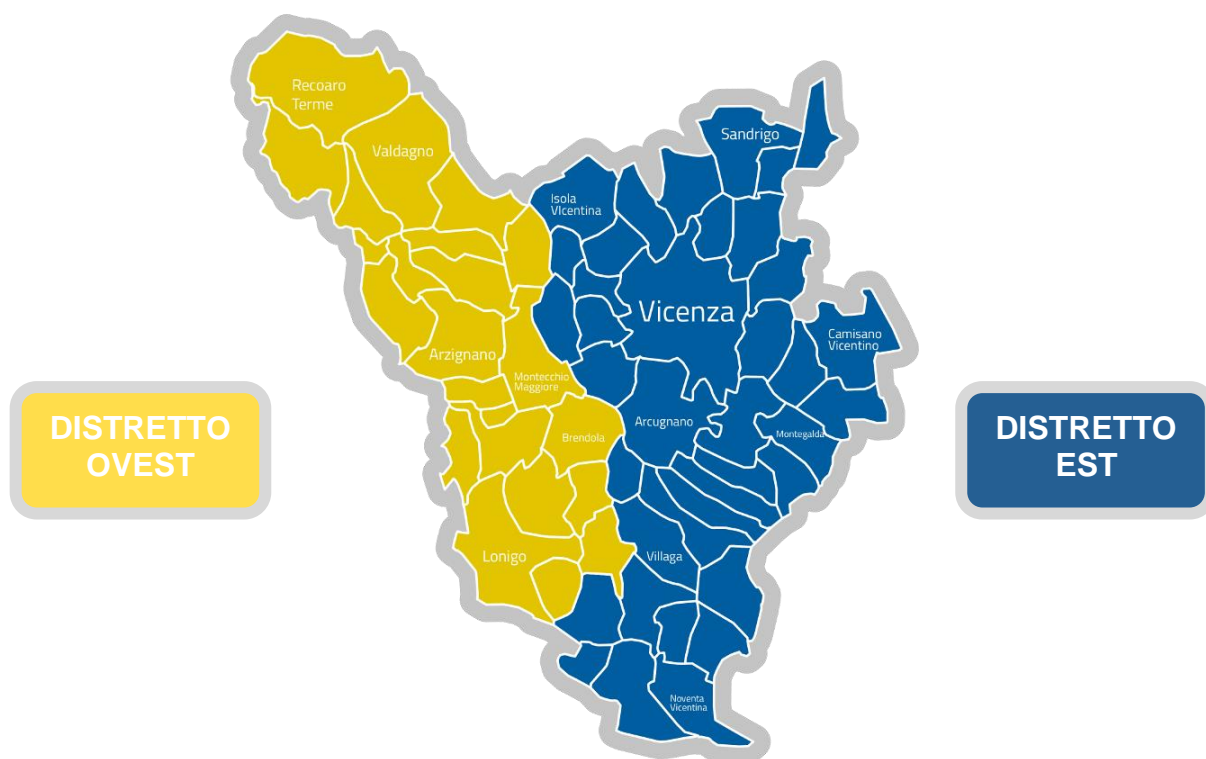 Recoaro
Terme
Sandrigo
Valdagno
Isola
VIcentina
Vicenza
Camisano
Vicentino
Arzignano
Montecchio
Maggiore
DISTRETTO
OVEST
Arcugnano
Brendola
Montegalda
DISTRETTO
EST
Lonigo
Villaga
Noventa
Vicentina